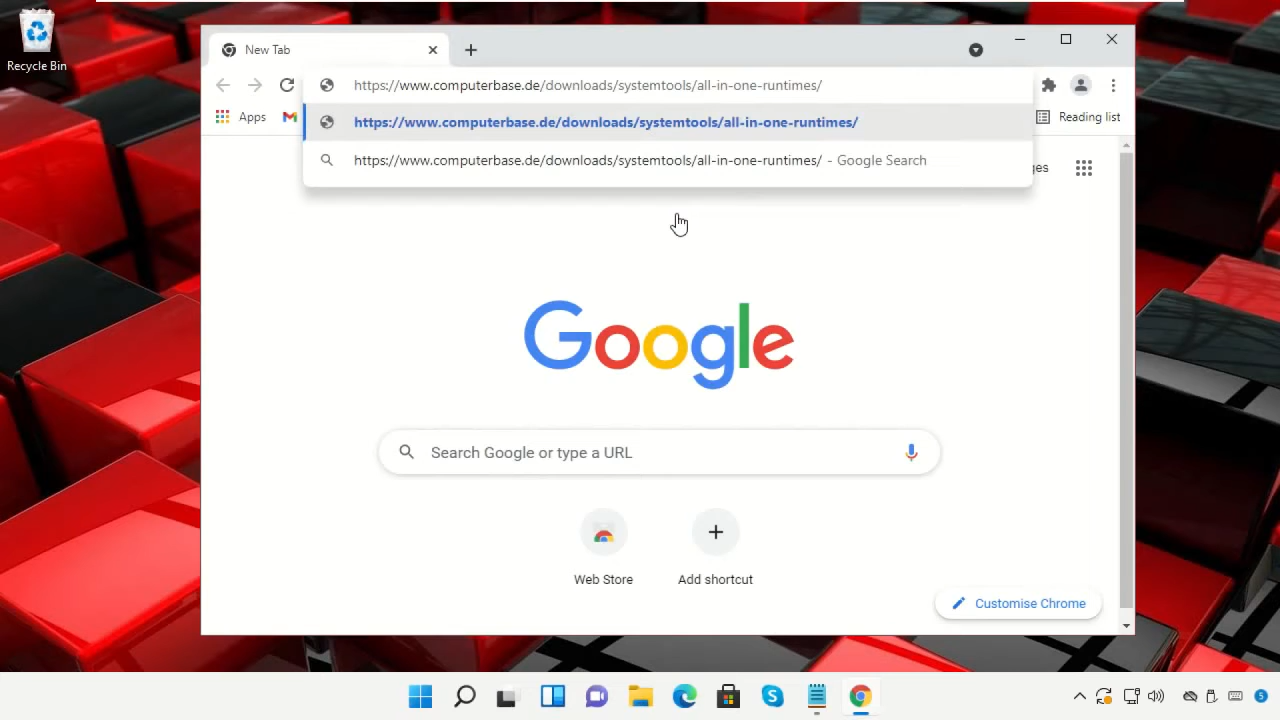 Recycle Bin
New Tab
https://www.computerbase.de/downloads/systemtools/all-in-one-runtimes/
Apps
Reading list
https://www.computerbase.de/downloads/systemtools/all-in-one-runtimes/
https://www.computerbase.de/downloads/systemtools/all-in-one-runtimes/ - Google Search
ges
Google
Search Google or type a URL
Web Store
Add shortcut
Customise Chrome
5